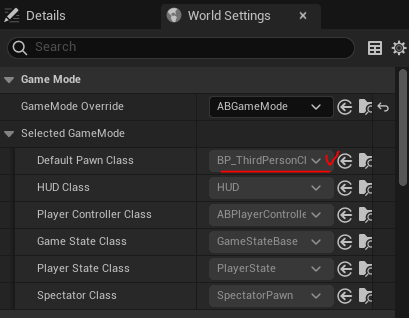 Details World Settings
Search
Game Mode
GameMode Override ABGameMode
Selected GameMode
Default Pawn Class BP_ThirdPersonCl
HUD Class HUD
Player Controller Class ABPlayerControlle
Game State Class GameStateBase
Player State Class PlayerState
Spectator Class SpectatorPawn